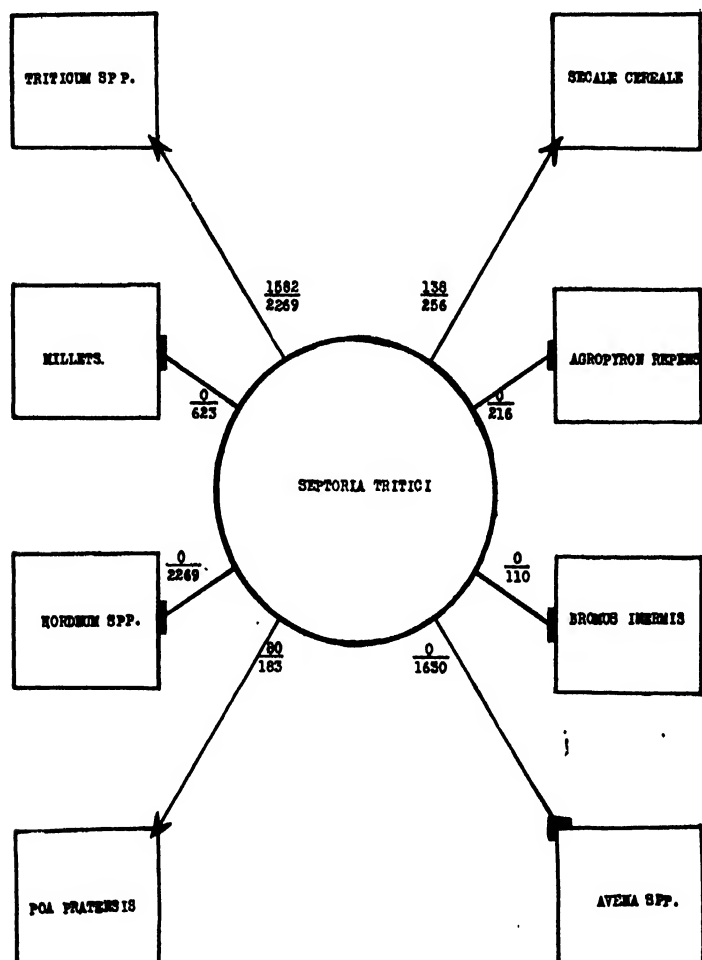 TRITICUM SPP.
SECALE CEREALE
1582
2269
138
256
MILLETS.
AGROPYRON REPENS
0
623
0
216
SEPTORIA TRITICI
0
2269
0
110
HORDEUM SPP.
BROMUS INERMIS
80
183
0
1630
POA PRATENSIS
AVENA SPP.